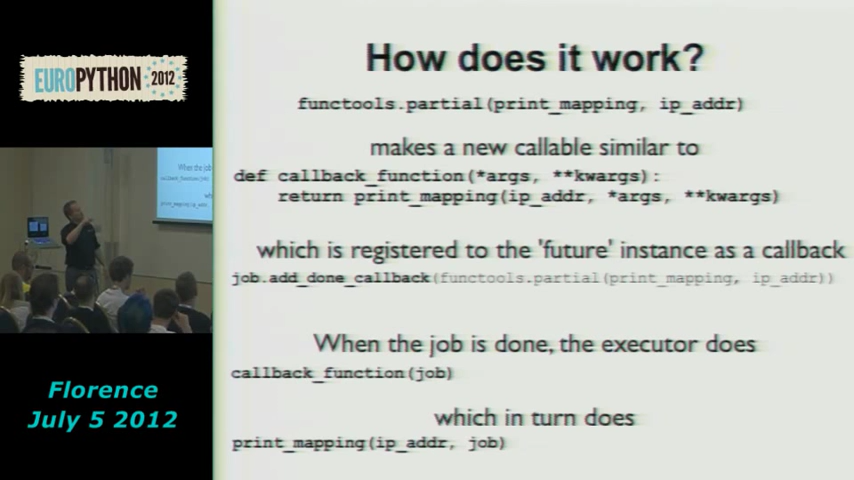 EUROPYTHON 2012
Florence
July 5 2012
How does it work?
functools.partial(print_mapping, ip_addr)
makes a new callable similar to
def callback_function(*args, **kwargs):
return print_mapping(ip_addr, *args, **kwargs)
which is registered to the 'future' instance as a callback
job.add_done_callback(functools.partial(print_mapping, ip_addr))
When the job is done, the executor does
callback_function(job)
which in turn does
print_mapping(ip_addr, job)
When the job